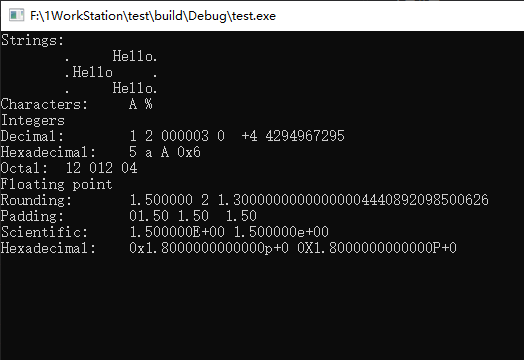 F:\1WorkStation\test\build\Debug\test.exe
Strings:
        .     Hello.
        .Hello     .
        .     Hello.
Characters:     A %
Integers
Decimal:        1 2 000003 0  +4 4294967295
Hexadecimal:    5 a A 0x6
Octal:  12 012 04
Floating point
Rounding:       1.500000 2 1.30000000000000004440892098500626
Padding:        01.50 1.50  1.50
Scientific:     1.500000E+00 1.500000e+00
Hexadecimal:    0x1.8000000000000p+0 0X1.8000000000000P+0